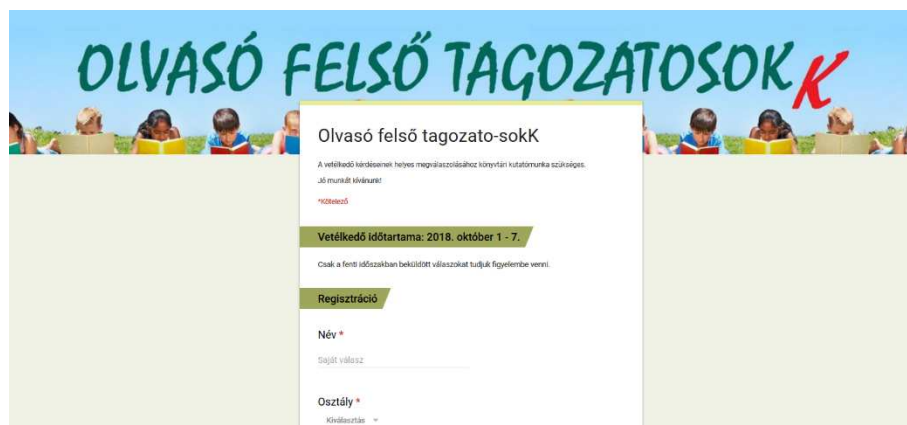 OLVASÓ FELSŐ TAGOZATOSOKK
Olvasó felső tagozato-sokK
A vetélkedő kérdéseinek helyes megválaszolásához könyvtári kutatómunka szükséges.
Jó munkát kívánunk!
*Kötelező
Vetélkedő időtartama: 2018. október 1 - 7.
Csak a fenti időszakban beküldött válaszokat tudjuk figyelembe venni.
Regisztráció
Név *
Saját válasz
Osztály *
Kiválasztás